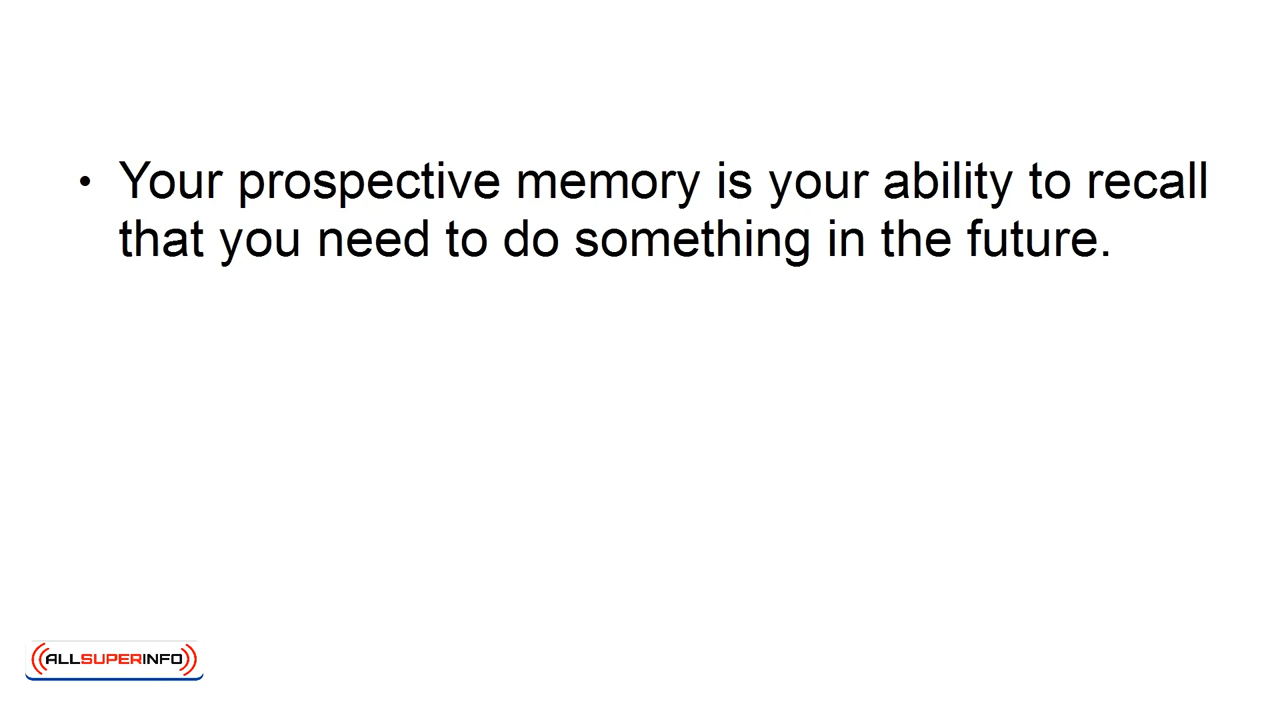 • Your prospective memory is your ability to recall
that you need to do something in the future.
ALLSUPERINFO